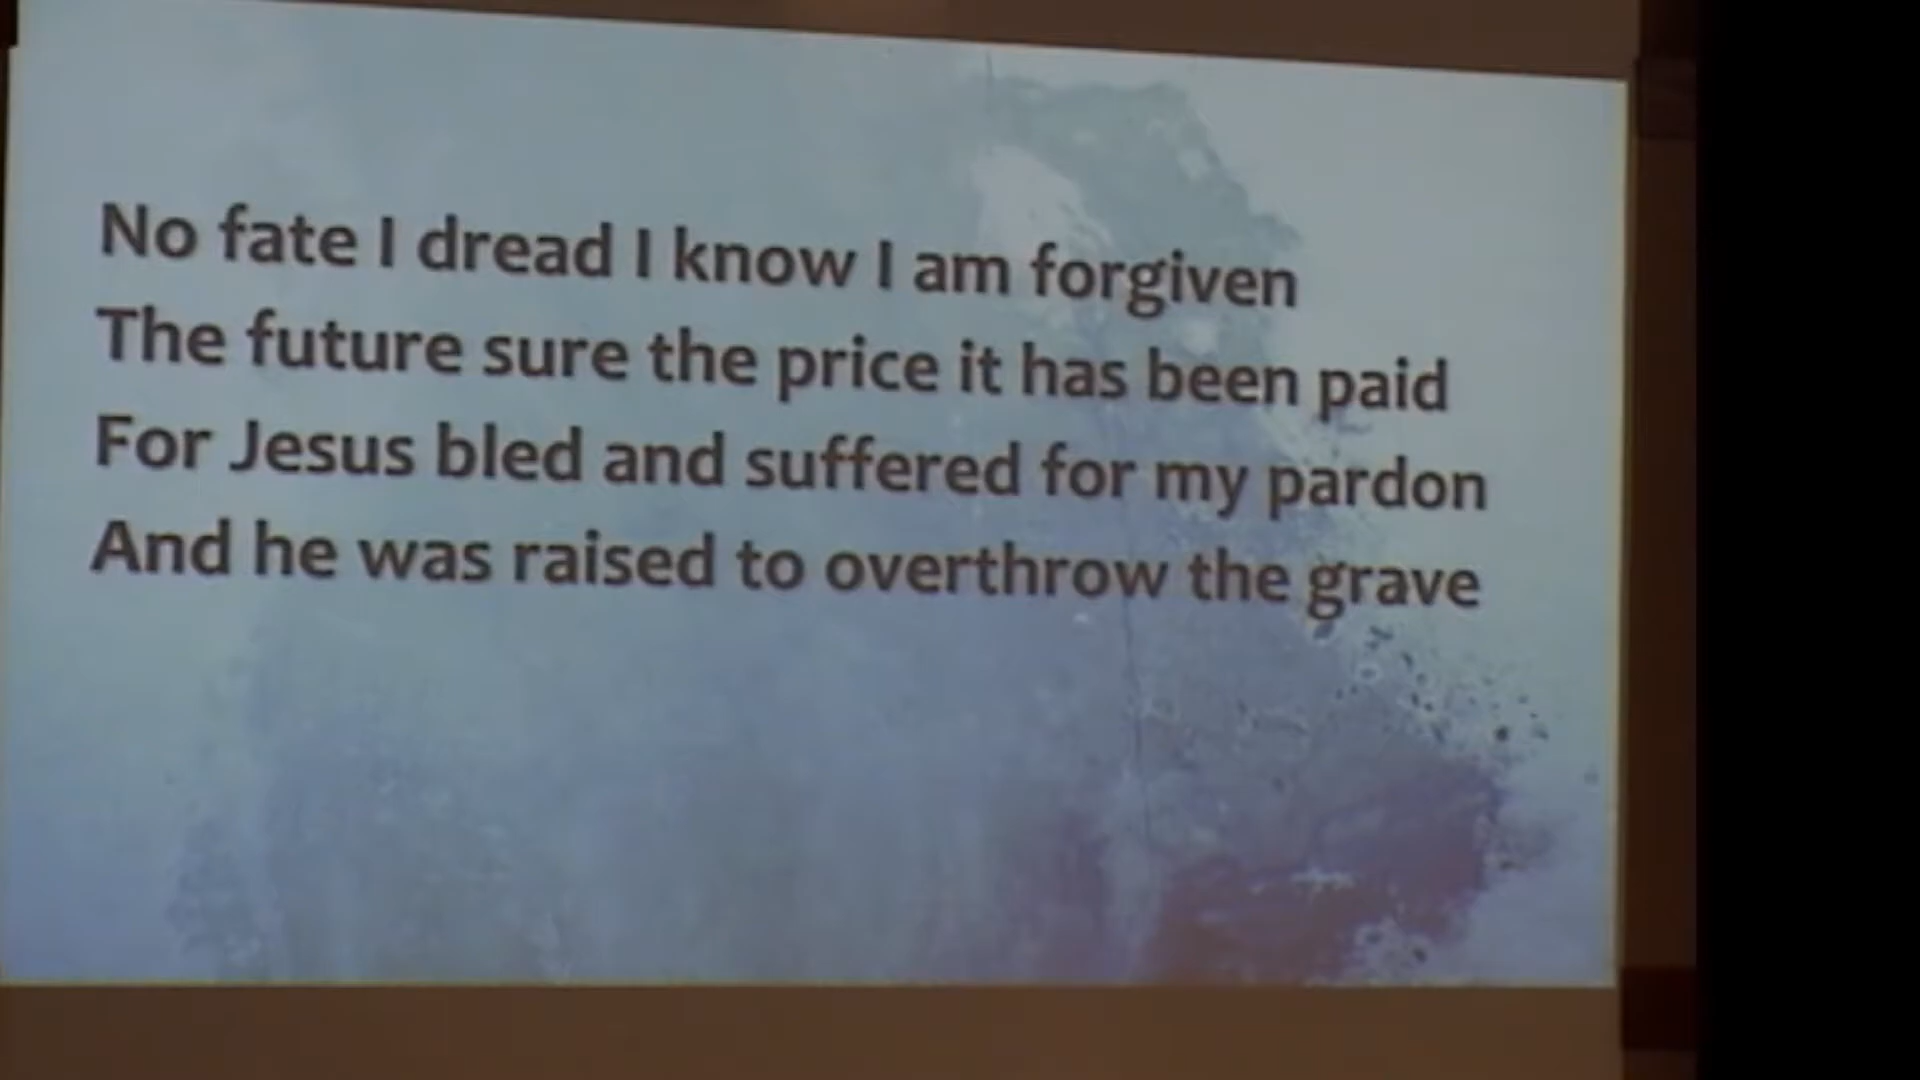 No fate I dread I know I am forgiven
The future sure the price it has been paid
For Jesus bled and suffered for my pardon
And he was raised to overthrow the grave